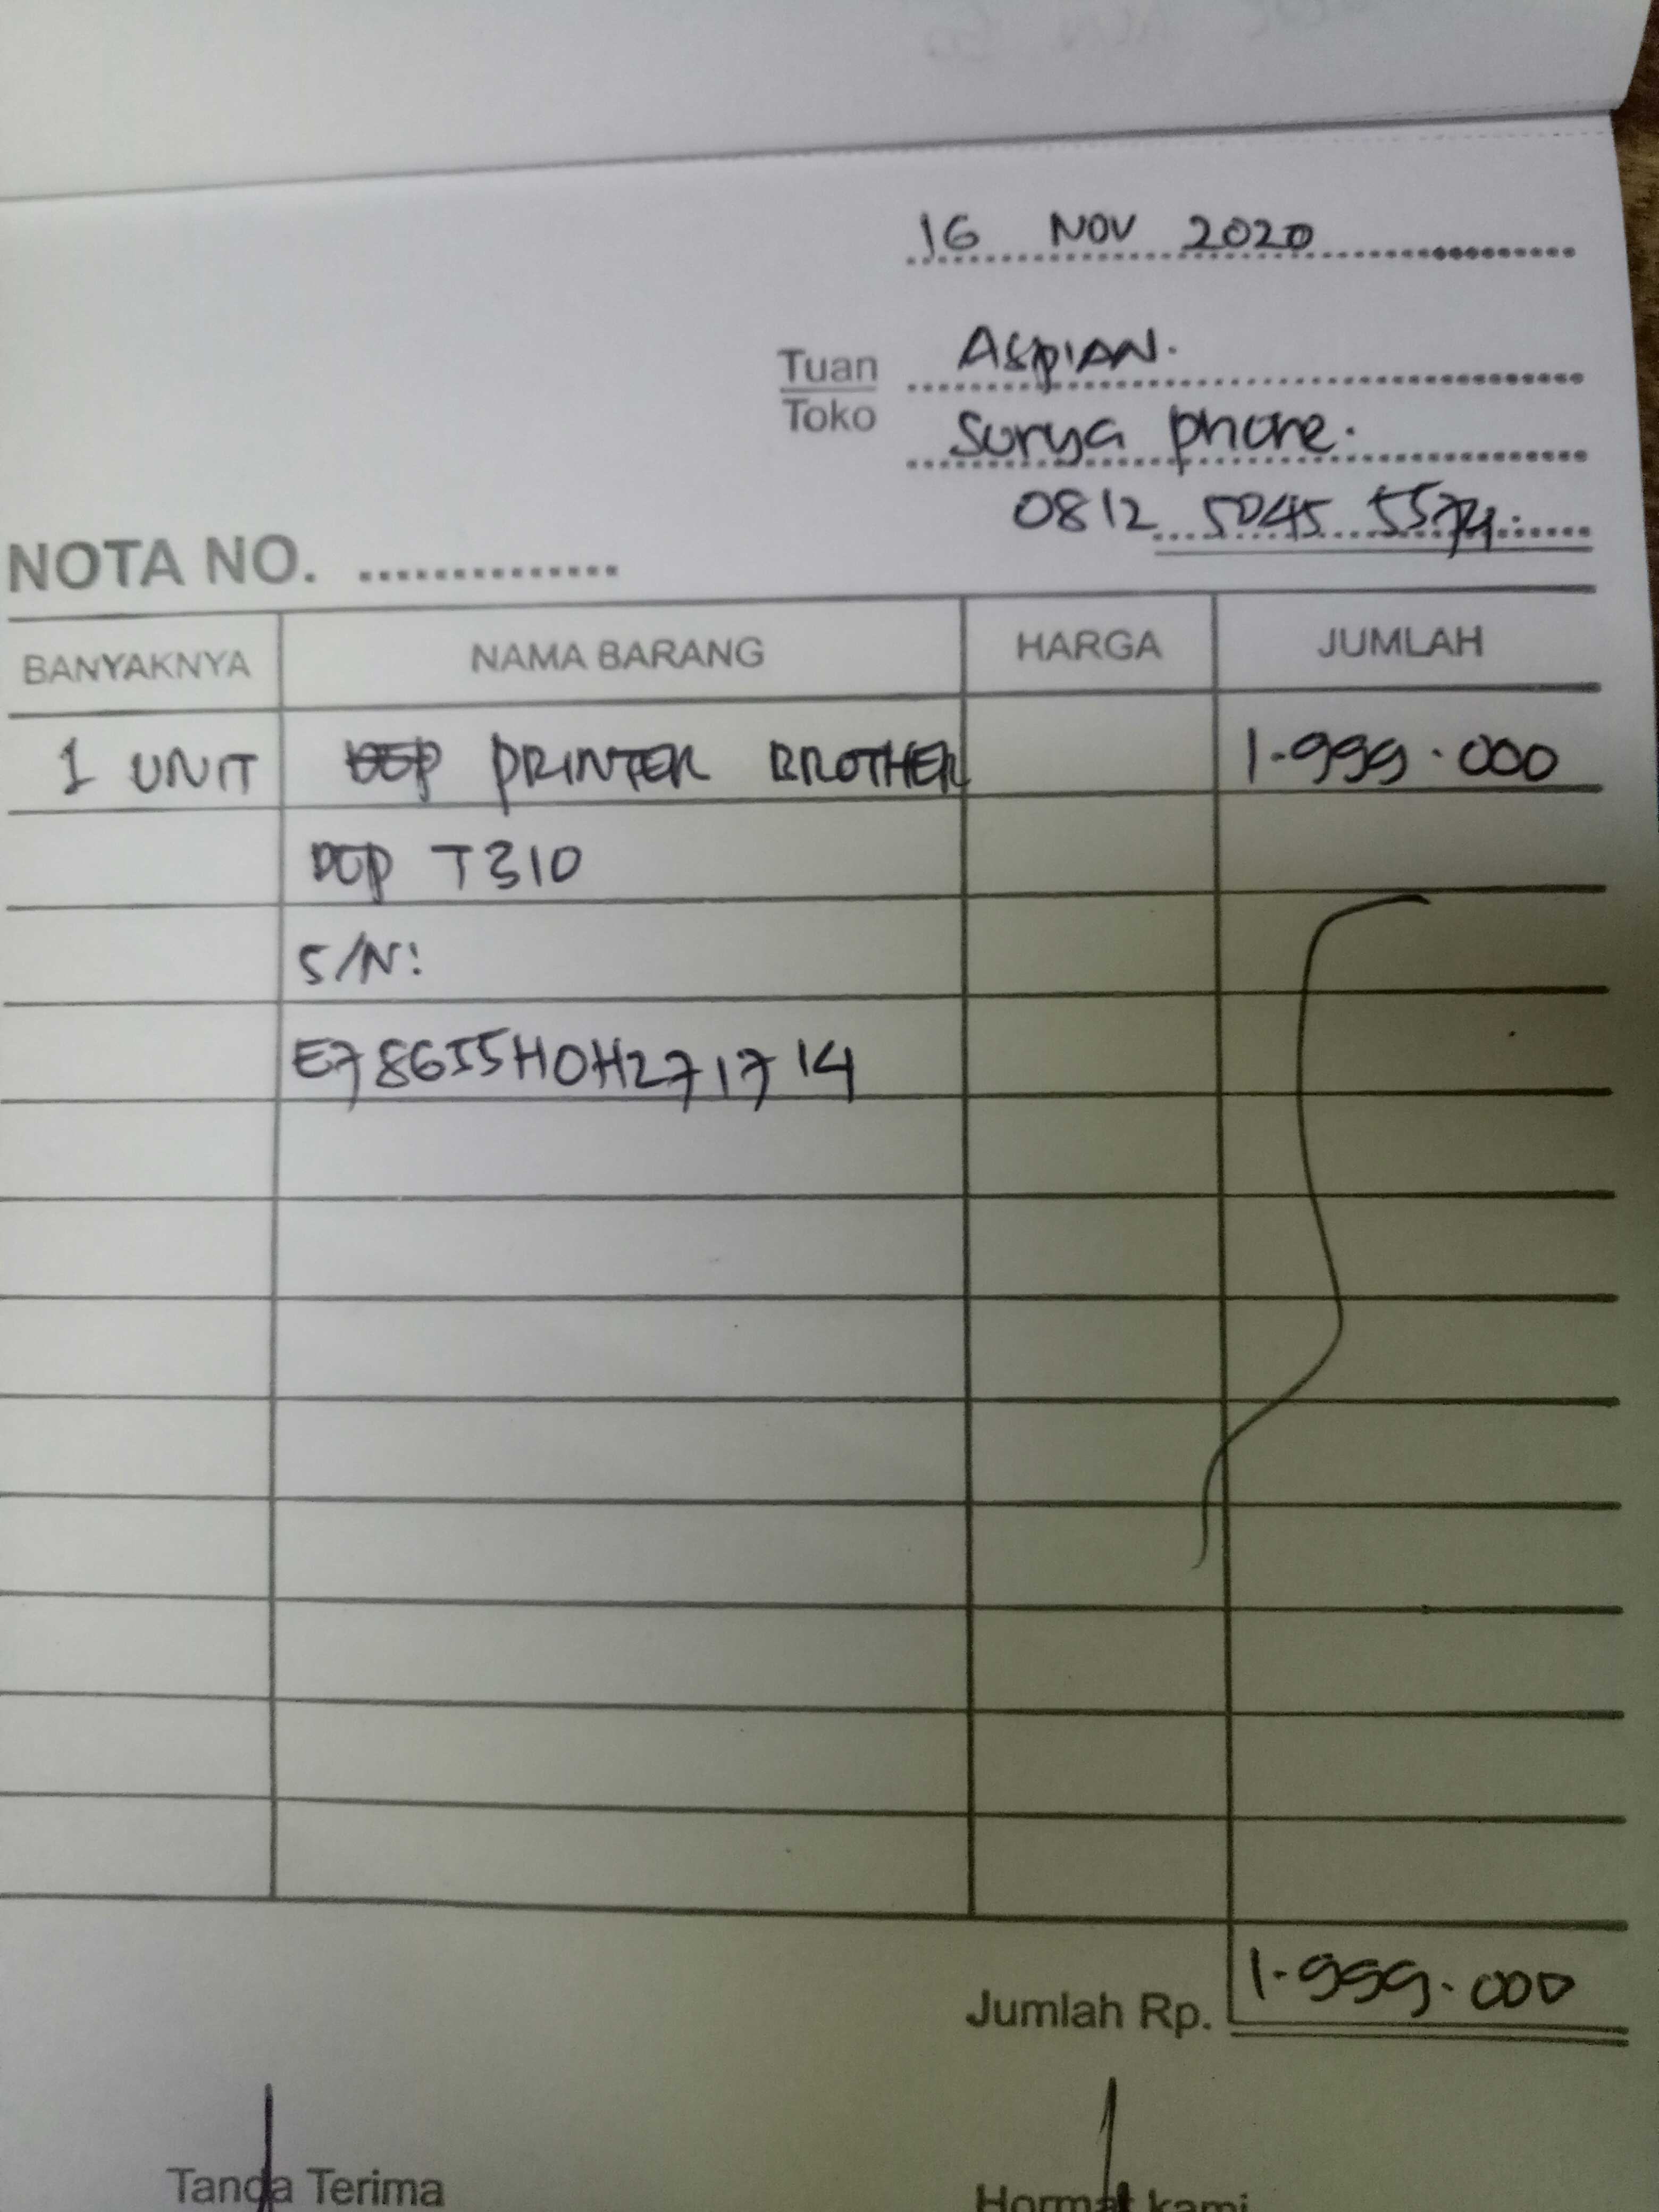 16 NOV 2020
Tuan ASPIAN.
Toko Surya phone.
0812 5045 5574.
NOTA NO. ..............
BANYAKNYA NAMA BARANG HARGA JUMLAH
1 UNIT PRINTER BROTHER 1.999.000
DCP T310
S/N:
E78655H0H271714
Jumlah Rp. 1.999.000
Tanda Terima Hormat kami